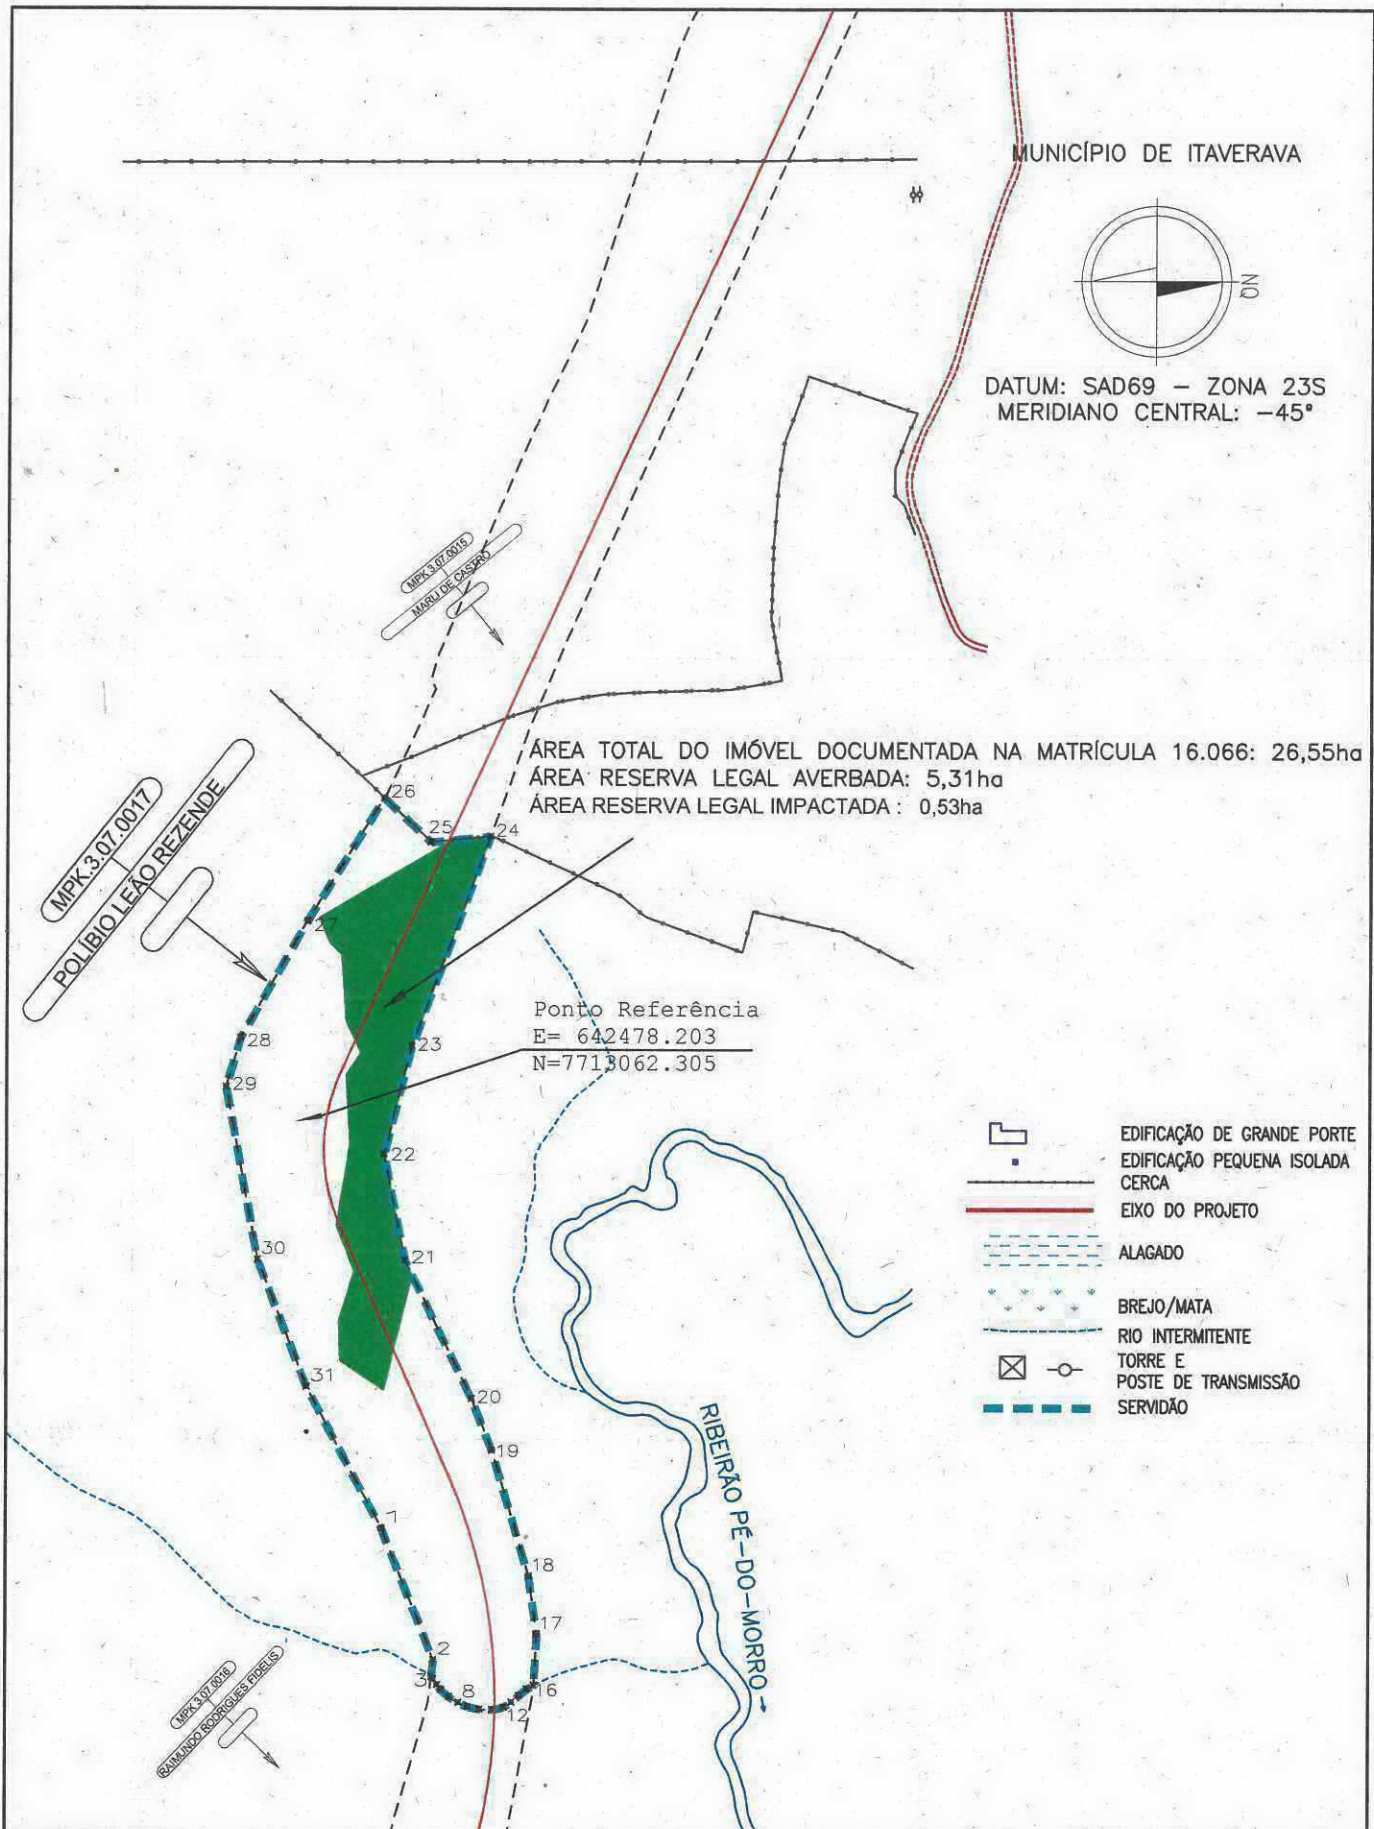 MUNICÍPIO DE ITAVERAVA
NQ
DATUM: SAD69 – ZONA 23S
MERIDIANO CENTRAL: –45°
MPK.3.07.0015
MARLI DE CASTRO
ÁREA TOTAL DO IMÓVEL DOCUMENTADA NA MATRÍCULA 16.066: 26,55ha
ÁREA RESERVA LEGAL AVERBADA: 5,31ha
ÁREA RESERVA LEGAL IMPACTADA : 0,53ha
MPK.3.07.0017
POLÍBIO LEÃO REZENDE
26
25
24
27
Ponto Referência
E= 642478.203
N=7713062.305
28
23
29
22
30
21
31
20
19
1
18
17
2
3
8
12
16
EDIFICAÇÃO DE GRANDE PORTE
EDIFICAÇÃO PEQUENA ISOLADA
CERCA
EIXO DO PROJETO
ALAGADO
BREJO/MATA
RIO INTERMITENTE
TORRE E
POSTE DE TRANSMISSÃO
SERVIDÃO
RIBEIRÃO PÉ-DO-MORRO→
MPK.3.07.0016
RAIMUNDO RODRIGUES FIDELIS